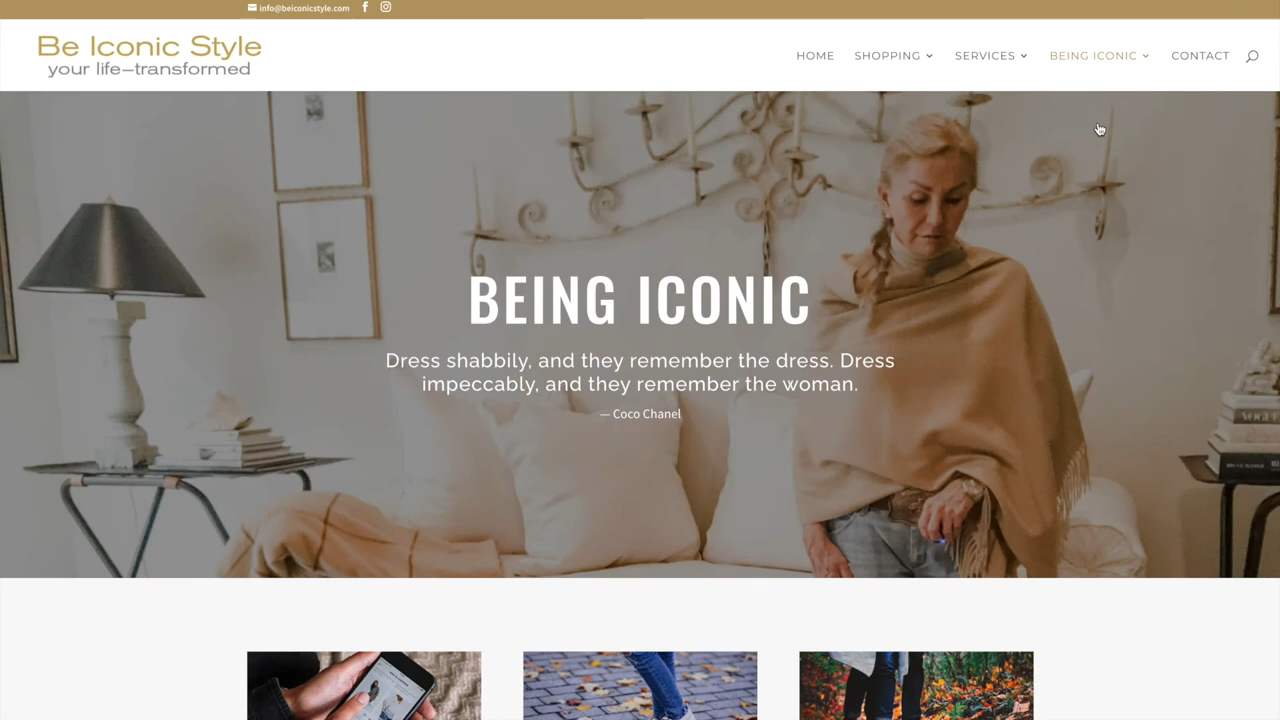 info@beiconicstyle.com
Be Iconic Style
your life—transformed
HOME SHOPPING SERVICES BEING ICONIC CONTACT
BEING ICONIC
Dress shabbily, and they remember the dress. Dress
impeccably, and they remember the woman.
— Coco Chanel
VOGUE